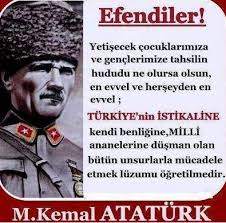 Efendiler!
Yetişecek çocuklarımıza
ve gençlerimize tahsilin
hududu ne olursa olsun,
en evvel ve herşeyden en
evvel ;
TÜRKİYE'nin İSTİKALİNE
kendi benliğine,MİLLİ
ananelerine düşman olan
bütün unsurlarla mücadele
etmek lüzumu öğretilmedir.
M.Kemal ATATÜRK